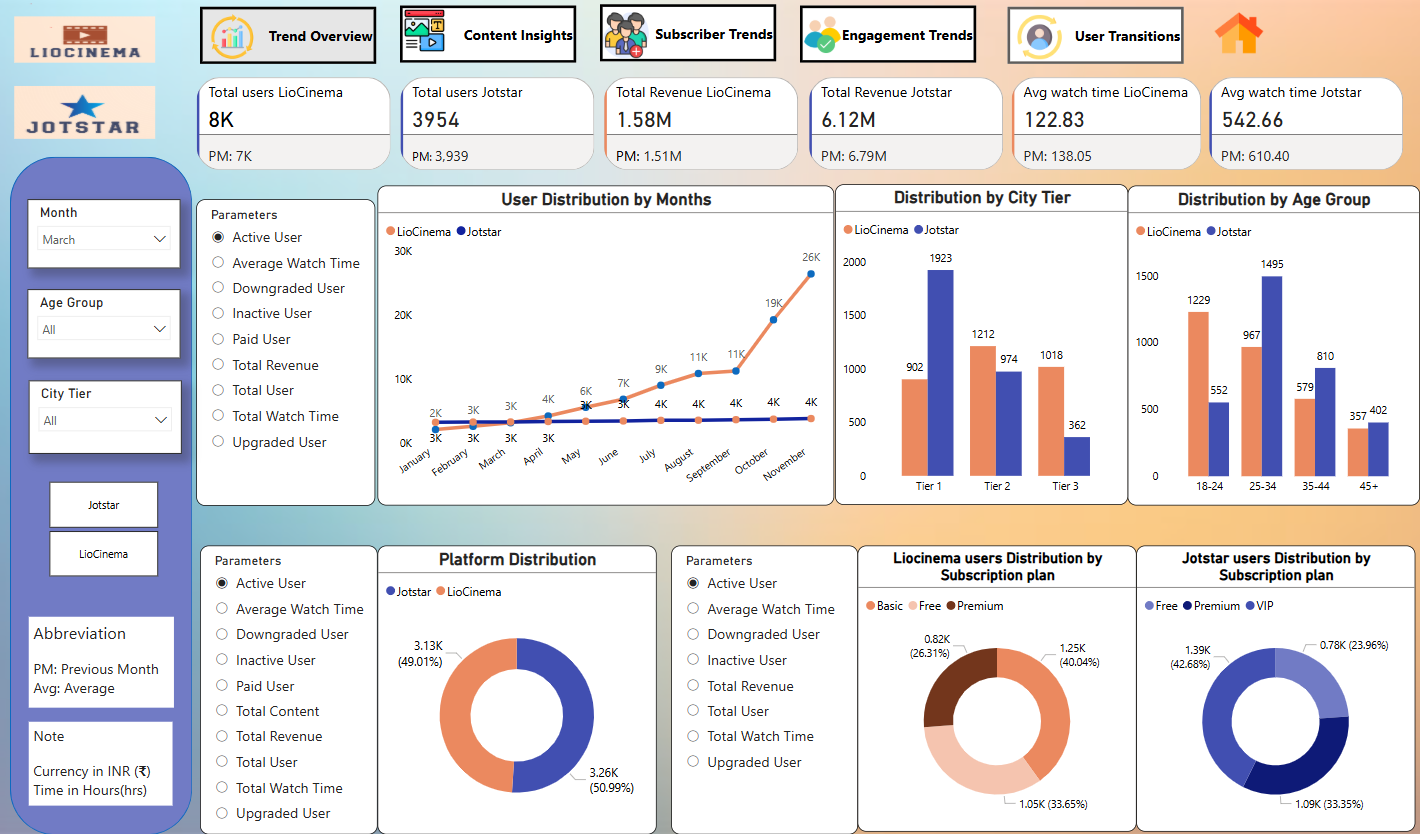 LIOCINEMA
Trend Overview
Content Insights
Subscriber Trends
Engagement Trends
User Transitions
JOTSTAR
Total users LioCinema
8K
PM: 7K
Total users Jotstar
3954
PM: 3,939
Total Revenue LioCinema
1.58M
PM: 1.51M
Total Revenue Jotstar
6.12M
PM: 6.79M
Avg watch time LioCinema
122.83
PM: 138.05
Avg watch time Jotstar
542.66
PM: 610.40
Month
March
Age Group
All
City Tier
All
Jotstar
LioCinema
Abbreviation
PM: Previous Month
Avg: Average
Note
Currency in INR (₹)
Time in Hours(hrs)
Parameters
Active User
Average Watch Time
Downgraded User
Inactive User
Paid User
Total Revenue
Total User
Total Watch Time
Upgraded User
User Distribution by Months
LioCinema Jotstar
30K
20K
10K
0K
2K 3K 3K 4K 6K 7K 9K 11K 11K 19K 26K
3K 3K 3K 3K 3K 3K 4K 4K 4K 4K 4K
January February March April May June July August September October November
Distribution by City Tier
LioCinema Jotstar
2000
1500
1000
500
0
902 1923 1212 974 1018 362
Tier 1 Tier 2 Tier 3
Distribution by Age Group
LioCinema Jotstar
1500
1000
500
0
1229 552 967 1495 579 810 357 402
18-24 25-34 35-44 45+
Parameters
Active User
Average Watch Time
Downgraded User
Inactive User
Paid User
Total Content
Total Revenue
Total User
Total Watch Time
Upgraded User
Platform Distribution
Jotstar LioCinema
3.13K
(49.01%)
3.26K
(50.99%)
Parameters
Active User
Average Watch Time
Downgraded User
Inactive User
Total Revenue
Total User
Total Watch Time
Upgraded User
Liocinema users Distribution by
Subscription plan
Basic Free Premium
0.82K
(26.31%)
1.25K
(40.04%)
1.05K (33.65%)
Jotstar users Distribution by
Subscription plan
Free Premium VIP
1.39K
(42.68%)
0.78K (23.96%)
1.09K (33.35%)